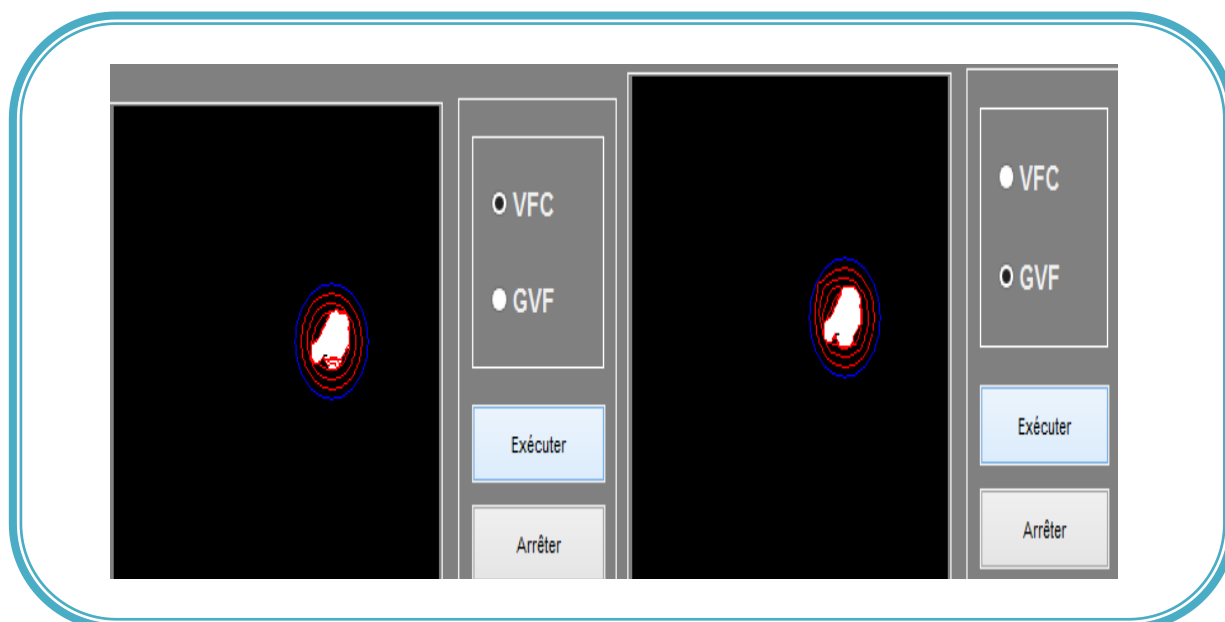 VFC
GVF
Exécuter
Arrêter
VFC
GVF
Exécuter
Arrêter